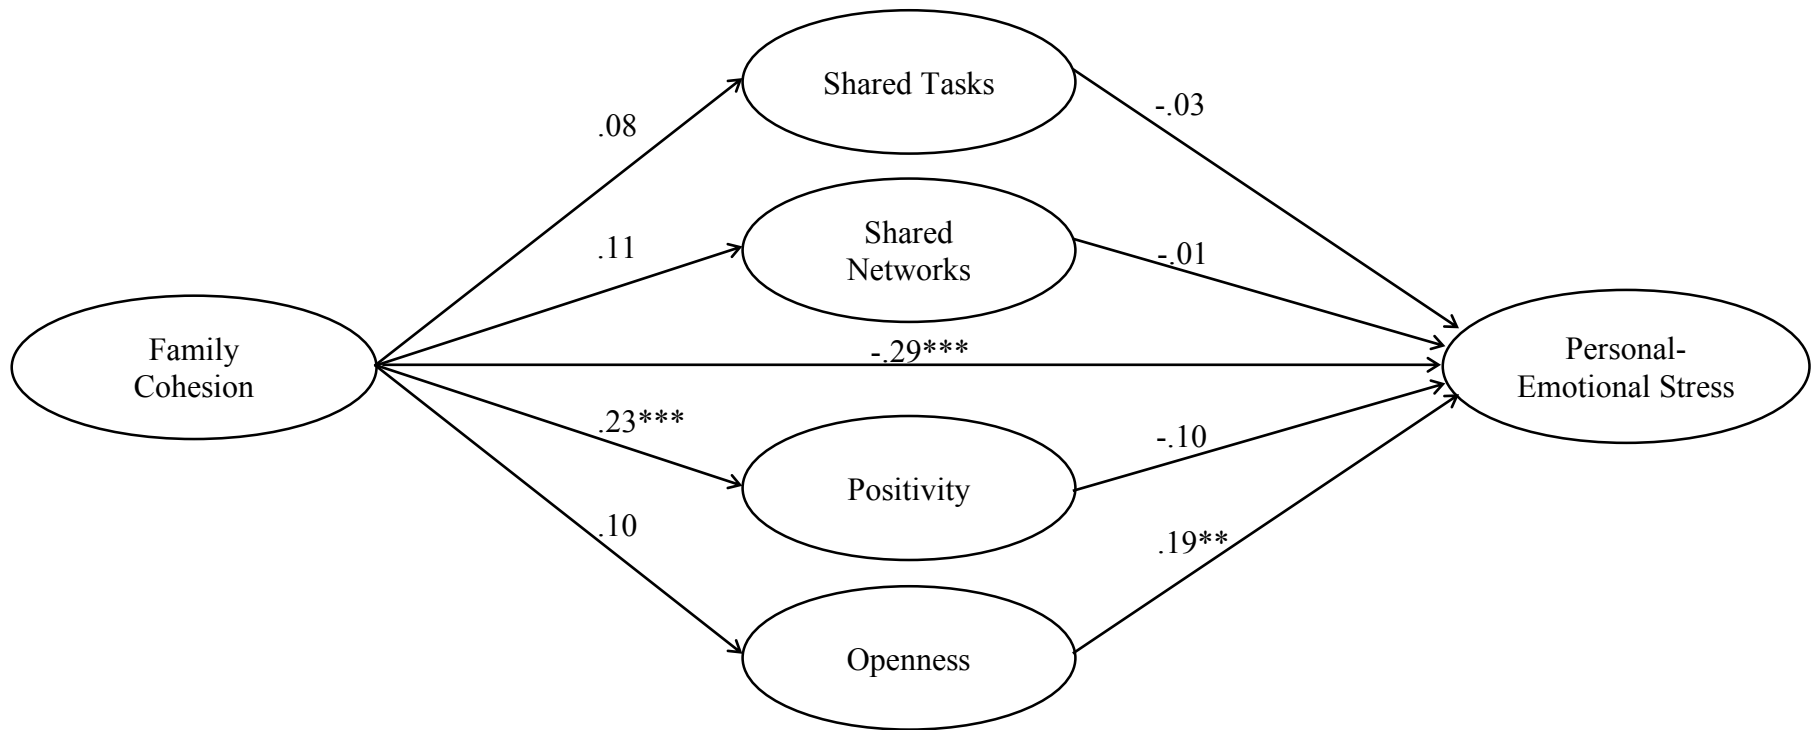 Shared Tasks
.08
-.03
Shared
Networks
.11
-.01
Family
Cohesion
-.29***
Personal-
Emotional Stress
.23***
-.10
Positivity
.10
.19**
Openness